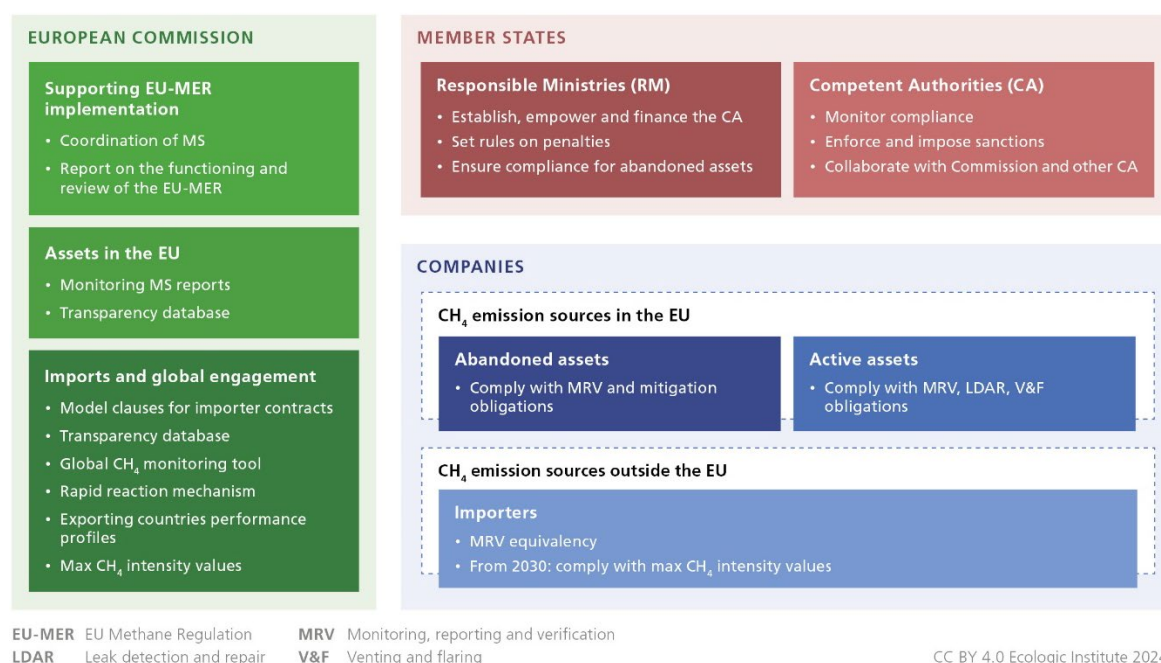 EUROPEAN COMMISSION
Supporting EU-MER
implementation
• Coordination of MS
• Report on the functioning and
review of the EU-MER
Assets in the EU
• Monitoring MS reports
• Transparency database
Imports and global engagement
• Model clauses for importer contracts
• Transparency database
• Global CH₄ monitoring tool
• Rapid reaction mechanism
• Exporting countries performance
profiles
• Max CH₄ intensity values
MEMBER STATES
Responsible Ministries (RM)
• Establish, empower and finance the CA
• Set rules on penalties
• Ensure compliance for abandoned assets
Competent Authorities (CA)
• Monitor compliance
• Enforce and impose sanctions
• Collaborate with Commission and other CA
COMPANIES
CH₄ emission sources in the EU
Abandoned assets
• Comply with MRV and mitigation
obligations
Active assets
• Comply with MRV, LDAR, V&F
obligations
CH₄ emission sources outside the EU
Importers
• MRV equivalency
• From 2030: comply with max CH₄ intensity values
EU-MER EU Methane Regulation
LDAR Leak detection and repair
MRV Monitoring, reporting and verification
V&F Venting and flaring
CC BY 4.0 Ecologic Institute 2024